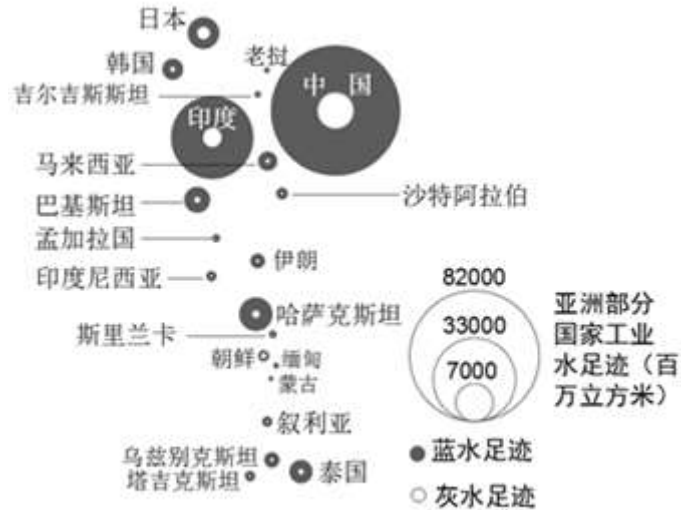 日本
韩国
老挝
中国
吉尔吉斯斯坦
印度
马来西亚
沙特阿拉伯
巴基斯坦
孟加拉国
伊朗
印度尼西亚
哈萨克斯坦
斯里兰卡
朝鲜
缅甸
蒙古
叙利亚
乌兹别克斯坦
泰国
塔吉克斯坦
82000
33000
7000
亚洲部分
国家工业
水足迹（百
万立方米）
蓝水足迹
灰水足迹